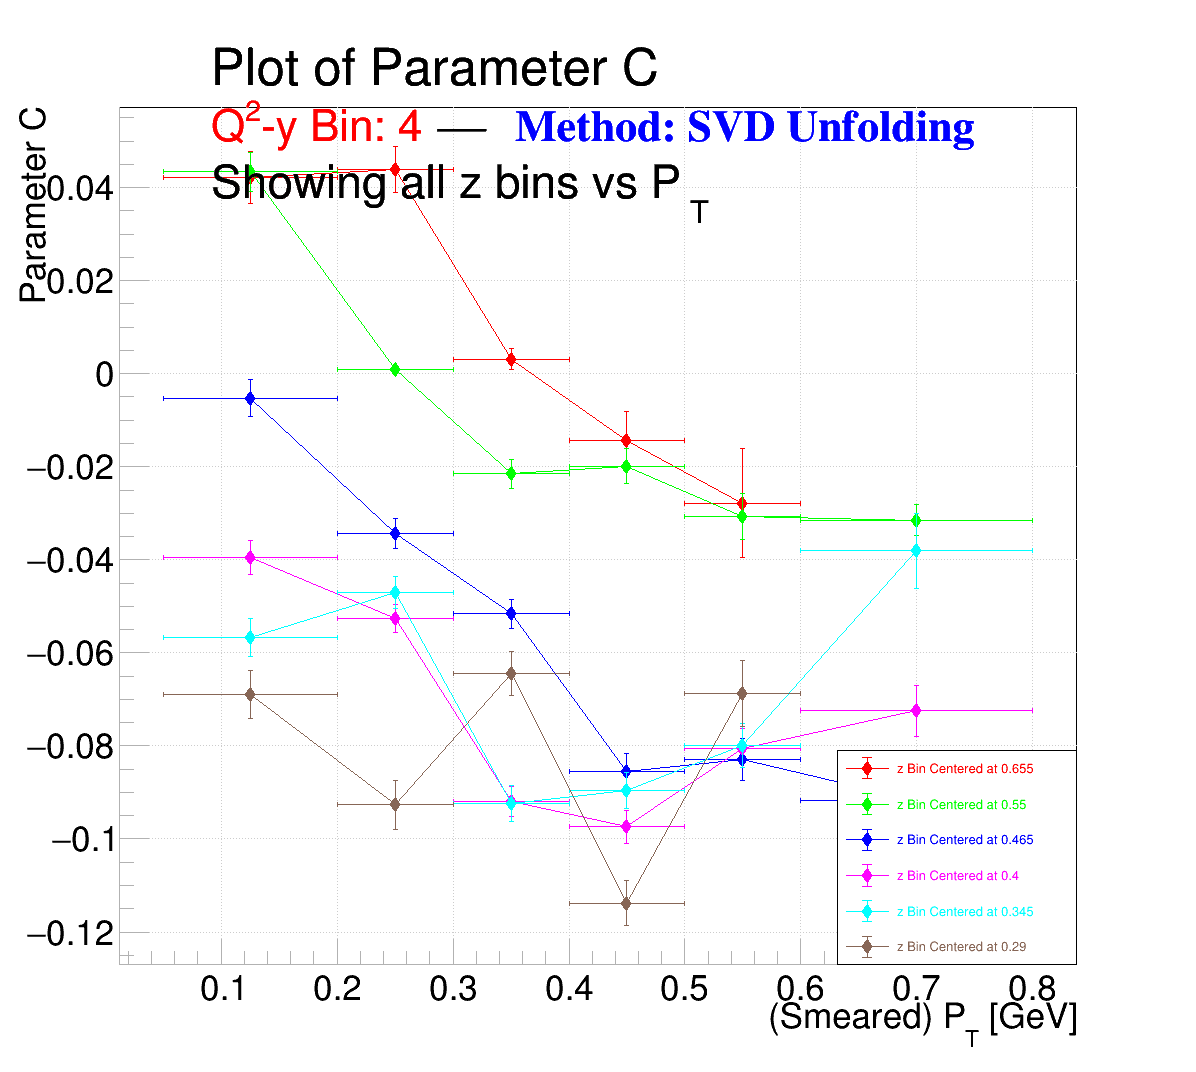 Plot of Parameter C
Q²-y Bin: 4 — Method: SVD Unfolding
Showing all z bins vs P_T
Parameter C
0.04
0.02
0
−0.02
−0.04
−0.06
−0.08
−0.1
−0.12
z Bin Centered at 0.655
z Bin Centered at 0.55
z Bin Centered at 0.465
z Bin Centered at 0.4
z Bin Centered at 0.345
z Bin Centered at 0.29
0.1 0.2 0.3 0.4 0.5 0.6 0.7 0.8
(Smeared) P_T [GeV]